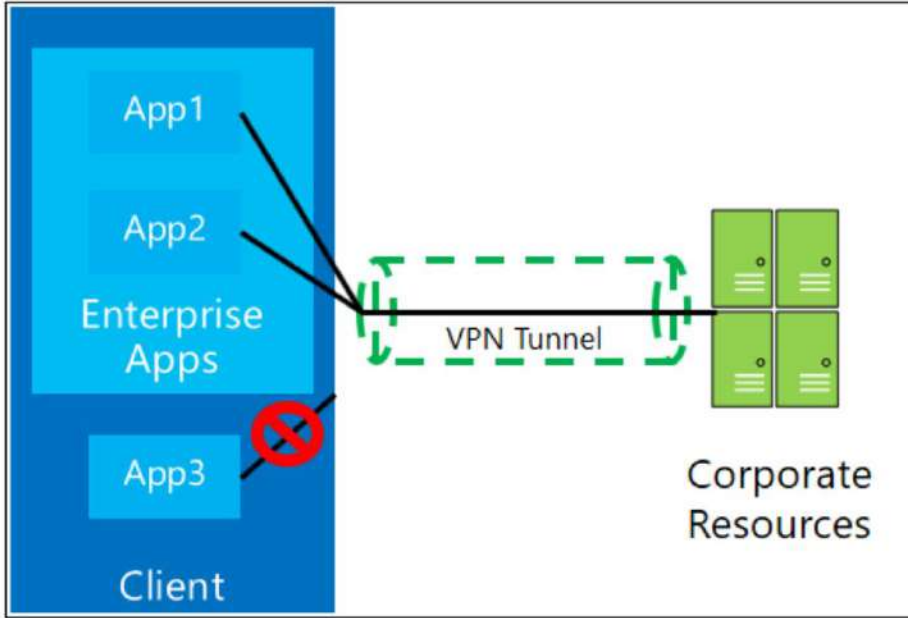 App1
App2
Enterprise
Apps
App3
Client
VPN Tunnel
Corporate
Resources